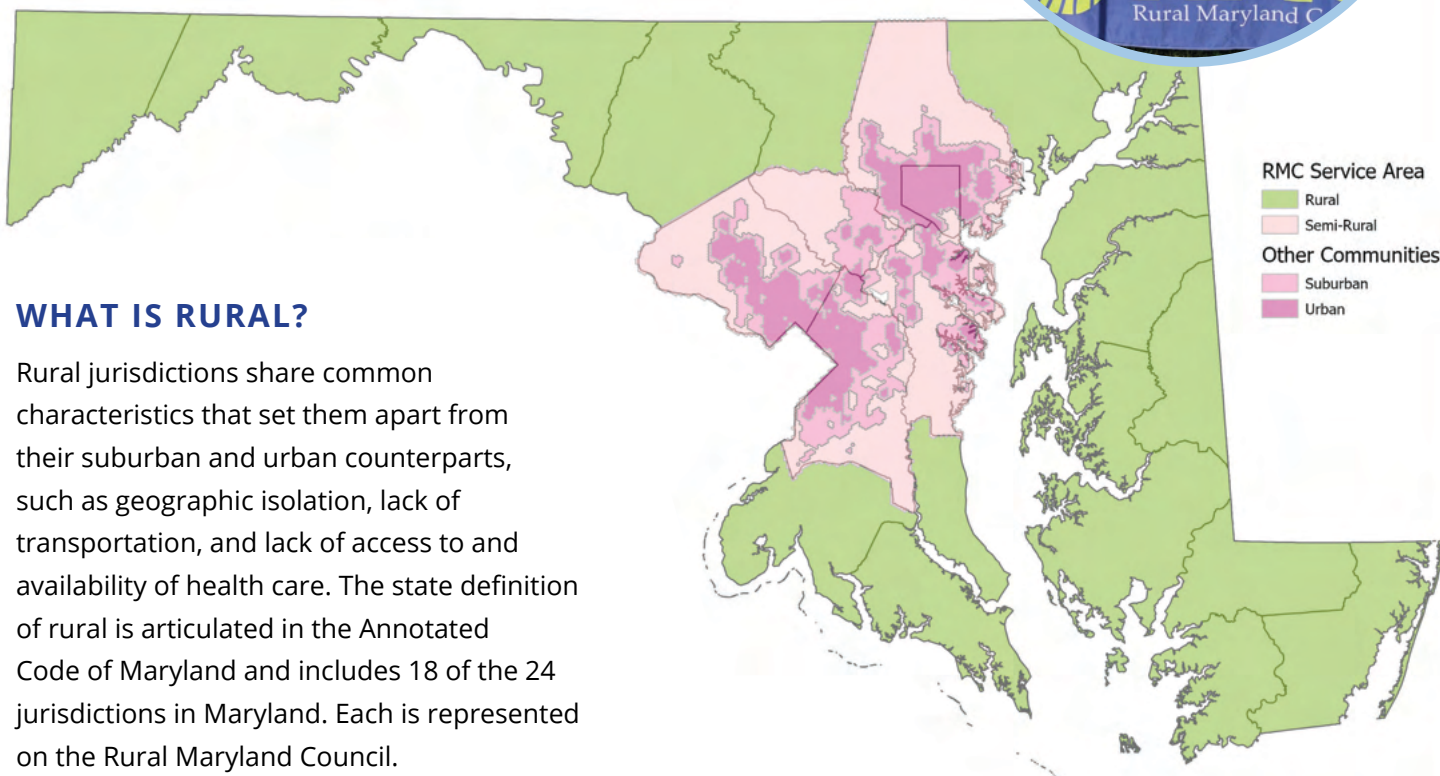 Rural Maryland C
RMC Service Area
Rural
Semi-Rural
Other Communities
Suburban
Urban
WHAT IS RURAL?
Rural jurisdictions share common
characteristics that set them apart from
their suburban and urban counterparts,
such as geographic isolation, lack of
transportation, and lack of access to and
availability of health care. The state definition
of rural is articulated in the Annotated
Code of Maryland and includes 18 of the 24
jurisdictions in Maryland. Each is represented
on the Rural Maryland Council.